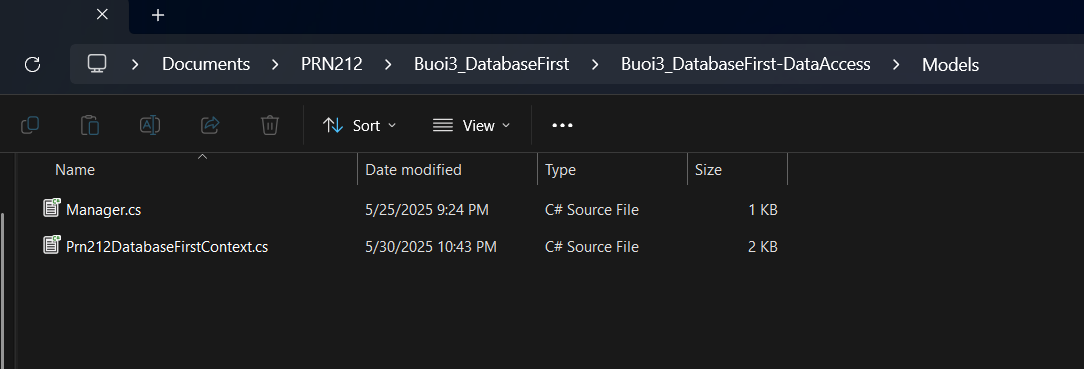 Documents > PRN212 > Buoi3_DatabaseFirst > Buoi3_DatabaseFirst-DataAccess > Models
Sort View
Name Date modified Type Size
Manager.cs 5/25/2025 9:24 PM C# Source File 1 KB
Prn212DatabaseFirstContext.cs 5/30/2025 10:43 PM C# Source File 2 KB